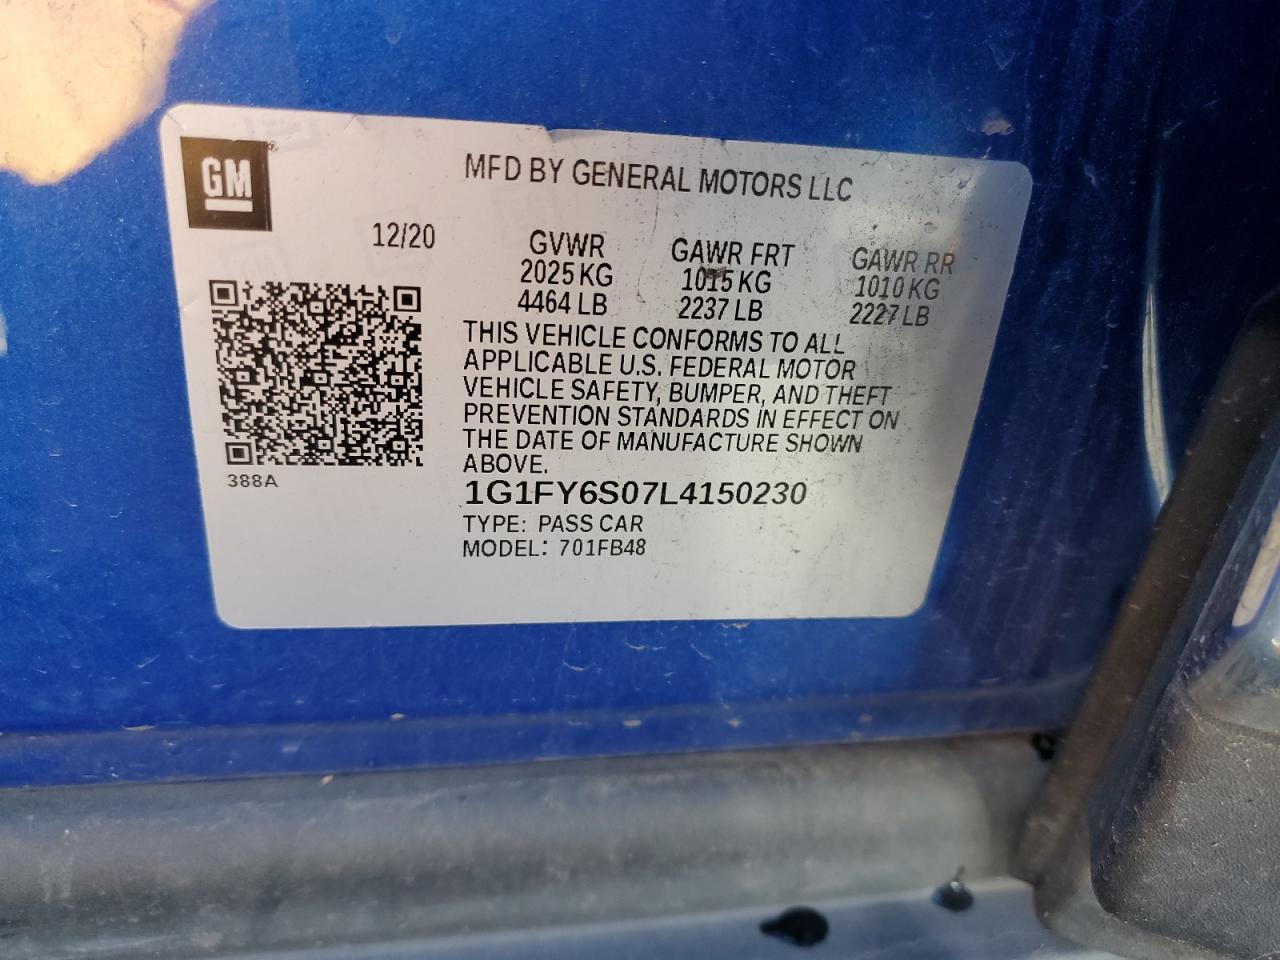 GM
MFD BY GENERAL MOTORS LLC
12/20
GVWR
2025 KG
4464 LB
GAWR FRT
1015 KG
2237 LB
GAWR RR
1010 KG
2227 LB
THIS VEHICLE CONFORMS TO ALL
APPLICABLE U.S. FEDERAL MOTOR
VEHICLE SAFETY, BUMPER, AND THEFT
PREVENTION STANDARDS IN EFFECT ON
THE DATE OF MANUFACTURE SHOWN
ABOVE.
388A
1G1FY6S07L4150230
TYPE: PASS CAR
MODEL: 701FB48